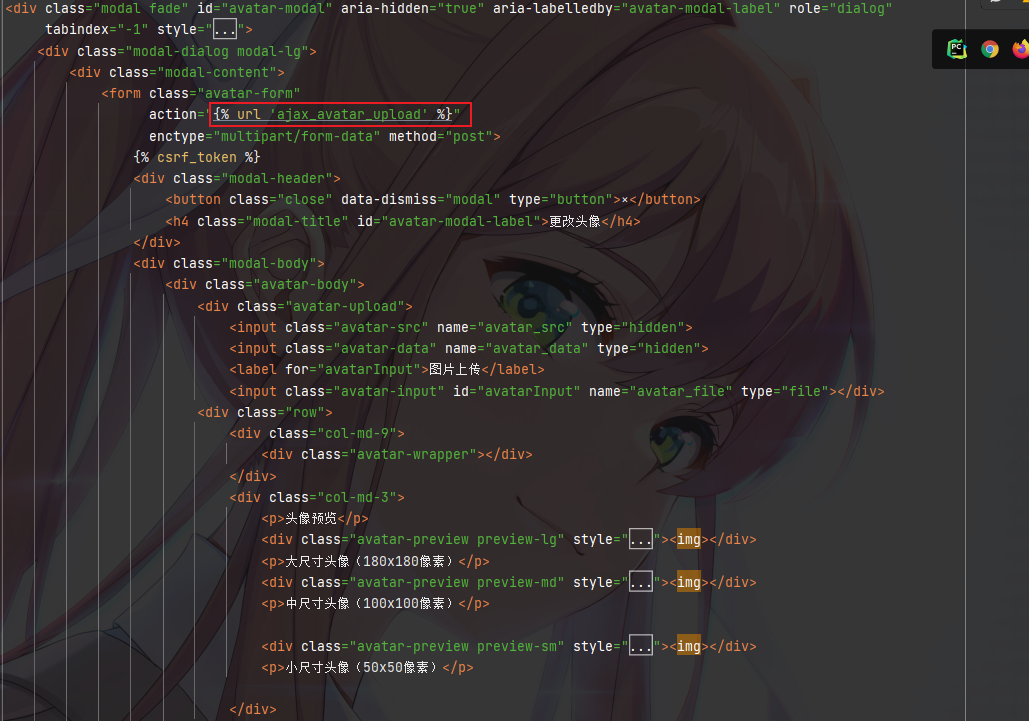 <div class="modal fade" id="avatar-modal" aria-hidden="true" aria-labelledby="avatar-modal-label" role="dialog"
tabindex="-1" style="...">
<div class="modal-dialog modal-lg">
<div class="modal-content">
<form class="avatar-form"
action="{% url 'ajax_avatar_upload' %}"
enctype="multipart/form-data" method="post">
{% csrf_token %}
<div class="modal-header">
<button class="close" data-dismiss="modal" type="button">×</button>
<h4 class="modal-title" id="avatar-modal-label">更改头像</h4>
</div>
<div class="modal-body">
<div class="avatar-body">
<div class="avatar-upload">
<input class="avatar-src" name="avatar_src" type="hidden">
<input class="avatar-data" name="avatar_data" type="hidden">
<label for="avatarInput">图片上传</label>
<input class="avatar-input" id="avatarInput" name="avatar_file" type="file"></div>
<div class="row">
<div class="col-md-9">
<div class="avatar-wrapper"></div>
</div>
<div class="col-md-3">
<p>头像预览</p>
<div class="avatar-preview preview-lg" style="..."><img></div>
<p>大尺寸头像（180x180像素）</p>
<div class="avatar-preview preview-md" style="..."><img></div>
<p>中尺寸头像（100x100像素）</p>
<div class="avatar-preview preview-sm" style="..."><img></div>
<p>小尺寸头像（50x50像素）</p>
</div>
PC